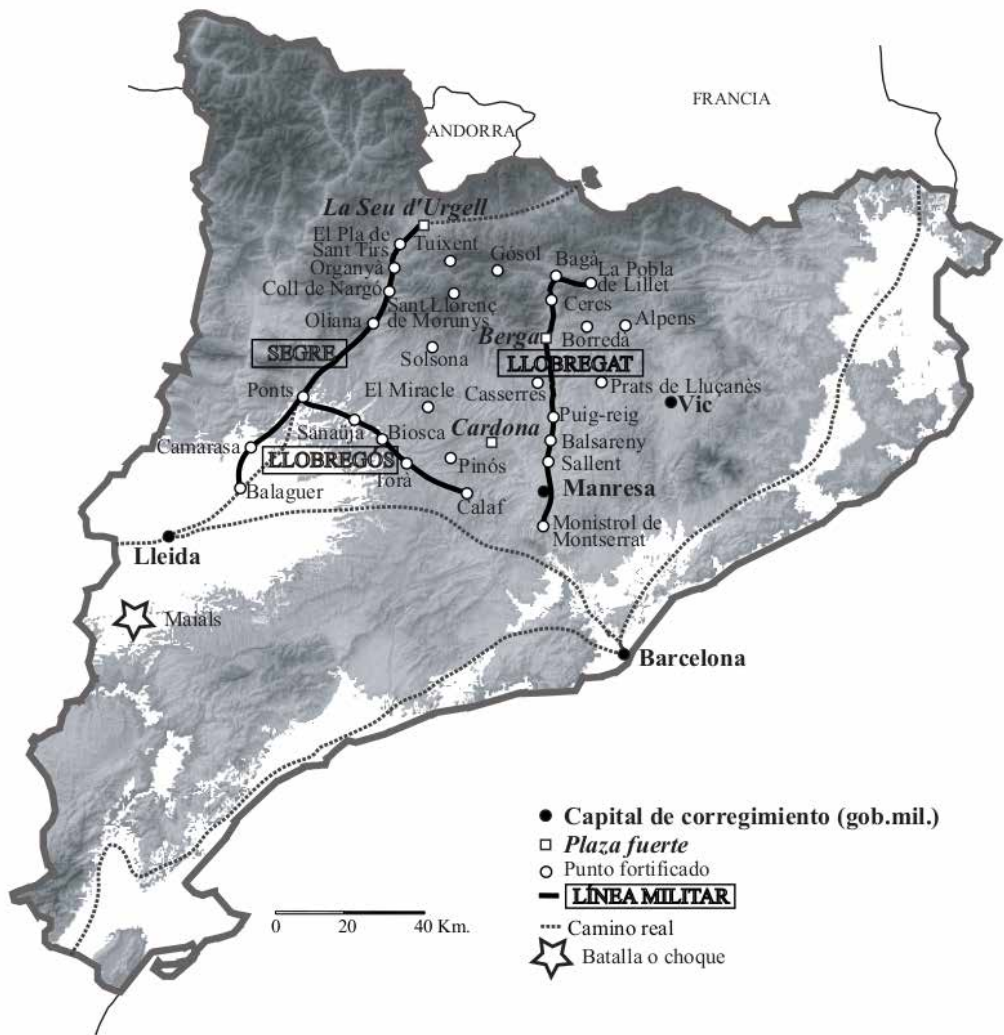 FRANCIA
ANDORRA
La Seu d'Urgell
El Pla de
Sant Tirs
Tuixent
Organyà
Gósol
Bagà
La Pobla
de Lillet
Coll de Nargó
Sant Llorenç
de Morunys
Cercs
Oliana
Alpens
Berga
Borredà
SEGRE
Solsona
LLOBREGAT
Ponts
El Miracle
Casserres
Prats de Lluçanès
Vic
Sanaüja
Biosca
Cardona
Puig-reig
Camarasa
LLOBREGÓS
Balsareny
Torà
Pinós
Sallent
Balaguer
Calaf
Manresa
Monistrol de
Montserrat
Lleida
Maials
Barcelona
Capital de corregimiento (gob.mil.)
Plaza fuerte
Punto fortificado
LÍNEA MILITAR
Camino real
Batalla o choque
0 20 40 Km.